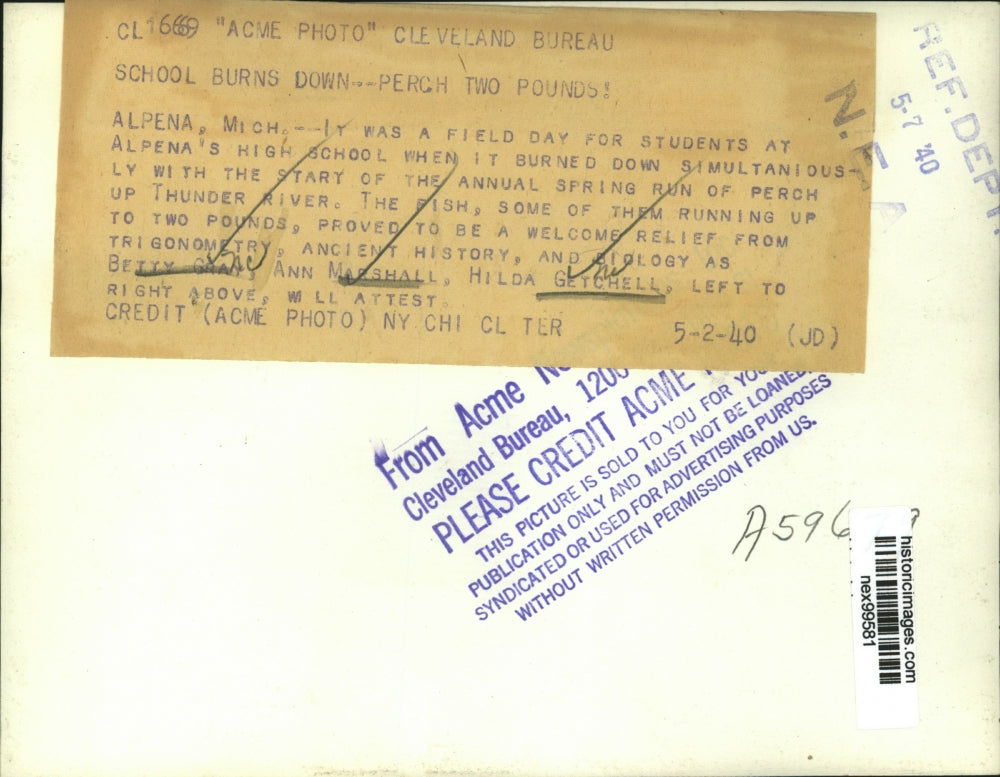 CL 1669 "ACME PHOTO" CLEVELAND BUREAU
SCHOOL BURNS DOWN--PERCH TWO POUNDS!
ALPENA, MICH.--IT WAS A FIELD DAY FOR STUDENTS AT
ALPENA'S HIGH SCHOOL WHEN IT BURNED DOWN SIMULTANIOUS-
LY WITH THE START OF THE ANNUAL SPRING RUN OF PERCH
UP THUNDER RIVER. THE FISH, SOME OF THEM RUNNING UP
TO TWO POUNDS, PROVED TO BE A WELCOME RELIEF FROM
TRIGONOMETRY, ANCIENT HISTORY, AND BIOLOGY AS
BETTY ANN MARSHALL, HILDA GETCHELL, LEFT TO
RIGHT ABOVE, WILL ATTEST.
CREDIT (ACME PHOTO) NY CHI CL TER 5-2-40 (JD)
REF. DEPT.
5-7 '40
N. E. A
From Acme
Cleveland Bureau, 1200
PLEASE CREDIT ACME
THIS PICTURE IS SOLD TO YOU FOR YOUR
PUBLICATION ONLY AND MUST NOT BE LOANED,
SYNDICATED OR USED FOR ADVERTISING PURPOSES
WITHOUT WRITTEN PERMISSION FROM US.
A596
historicimages.com
nex99581